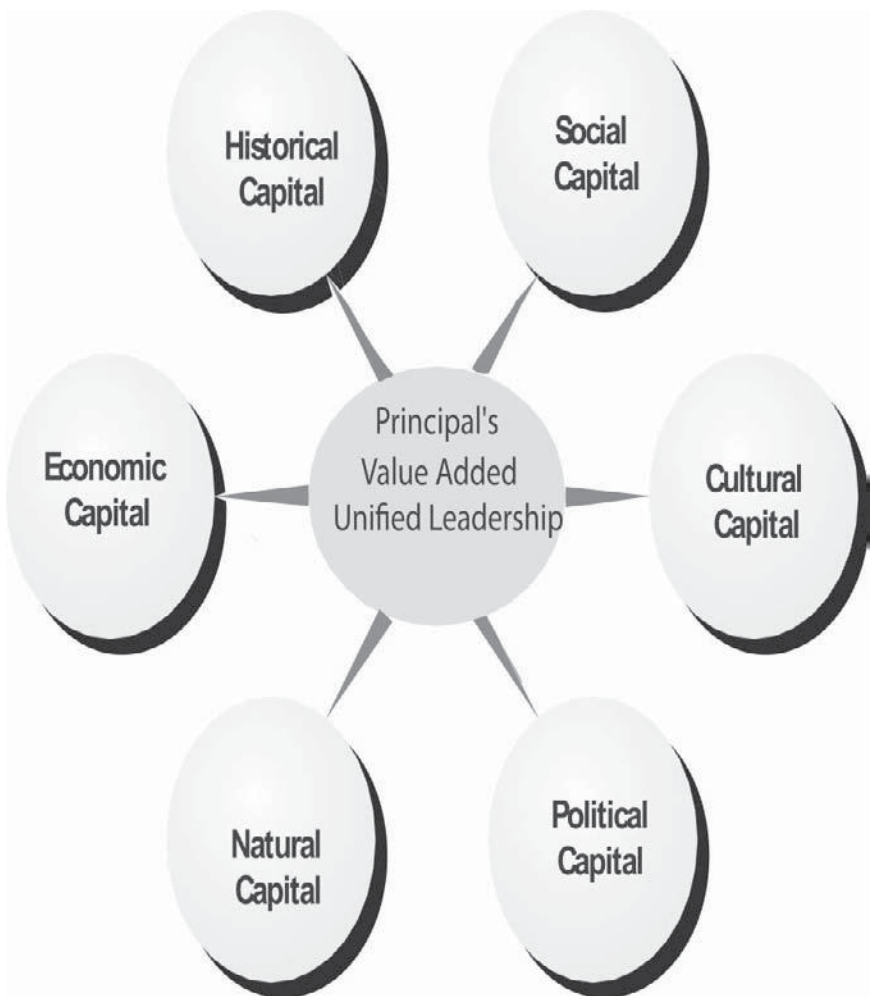 Historical
Capital
Social
Capital
Principal's
Value Added
Unified Leadership
Economic
Capital
Cultural
Capital
Natural
Capital
Political
Capital